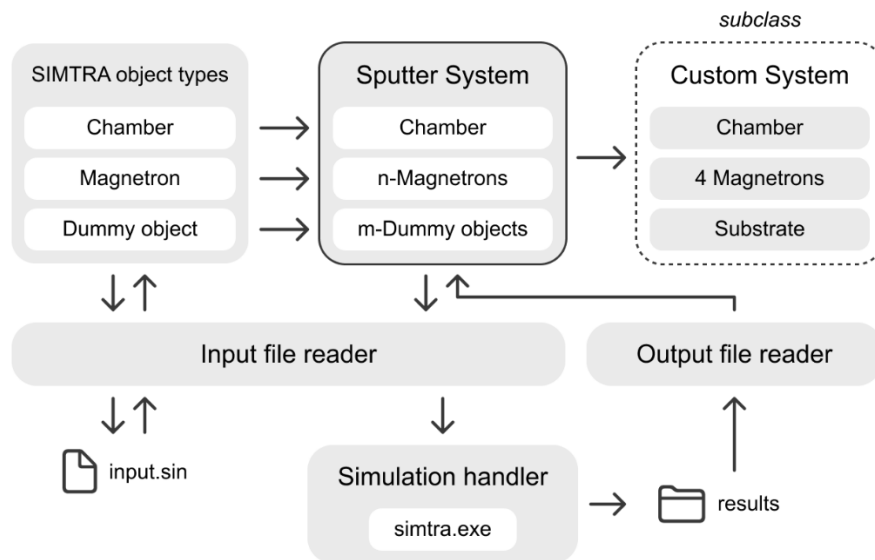 subclass
SIMTRA object types
Chamber
Magnetron
Dummy object
Sputter System
Chamber
n-Magnetrons
m-Dummy objects
Custom System
Chamber
4 Magnetrons
Substrate
Input file reader
Output file reader
input.sin
Simulation handler
simtra.exe
results